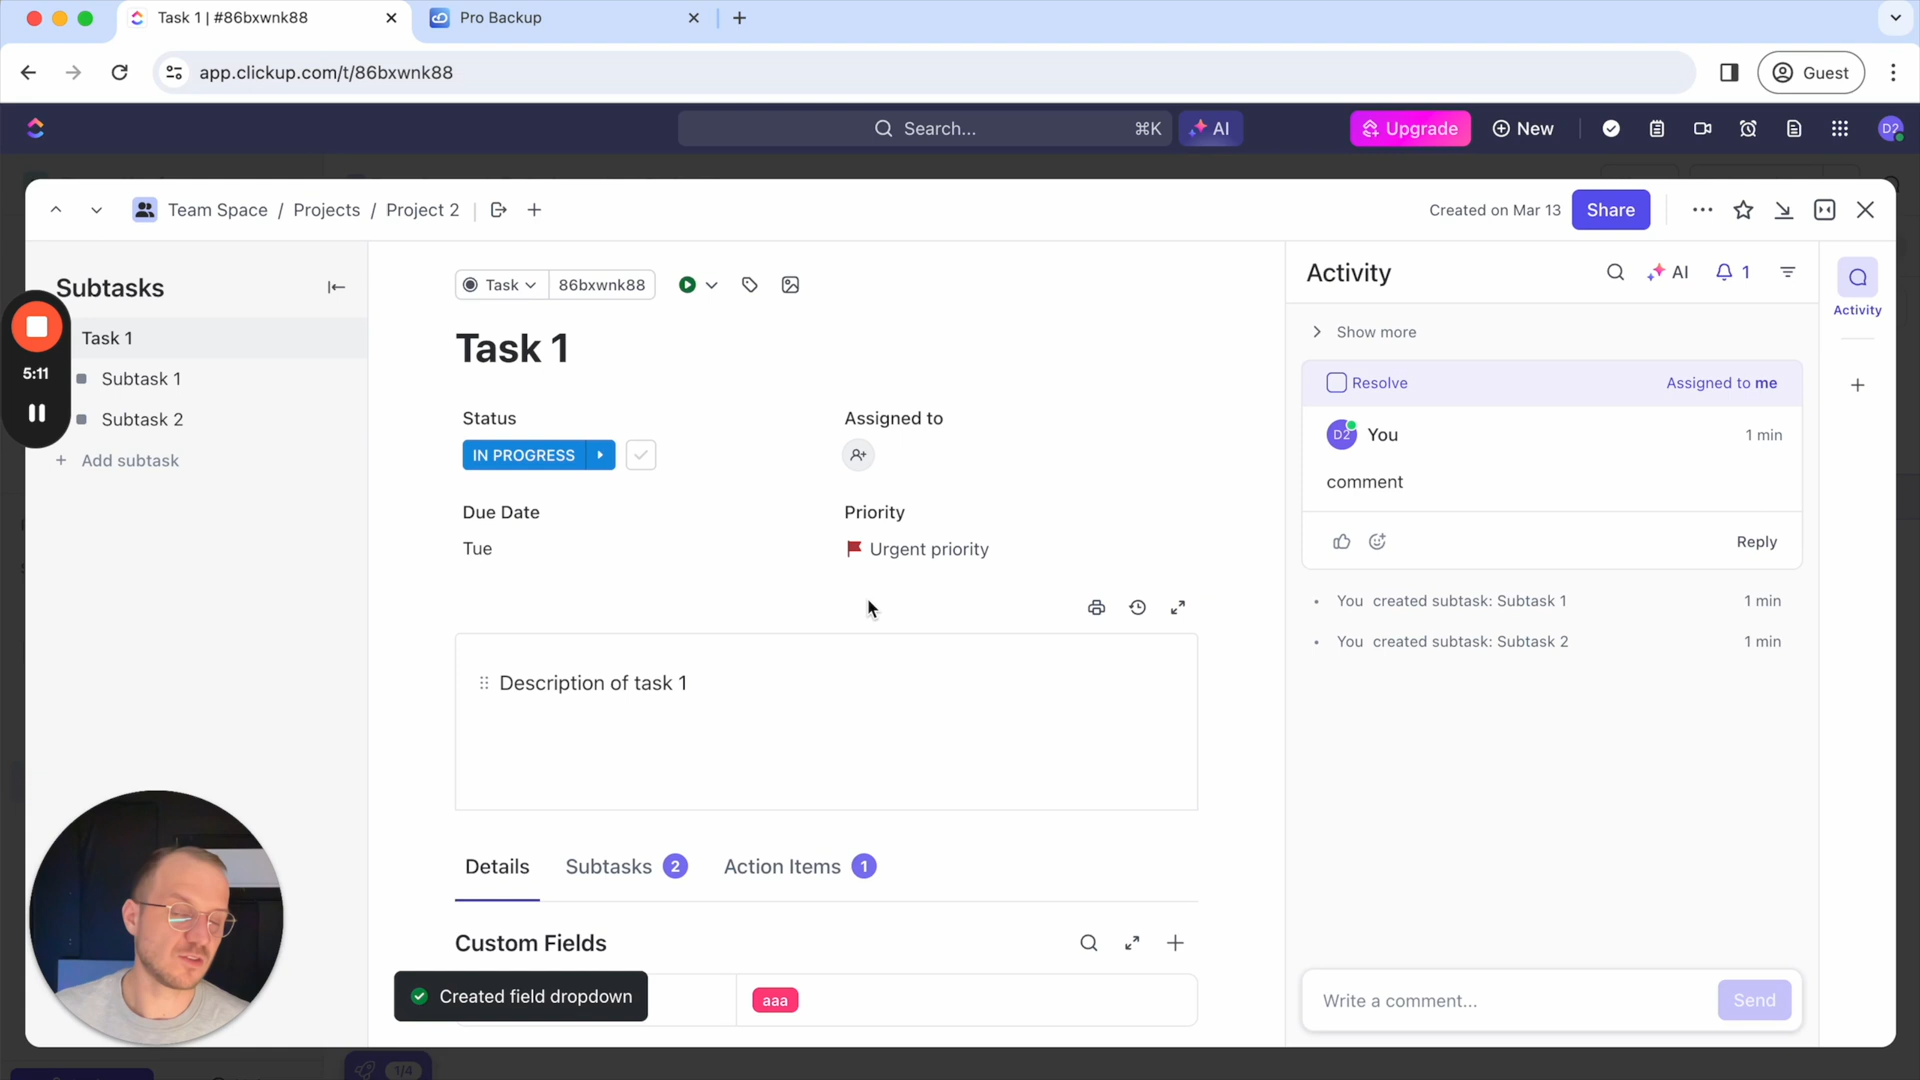 Task 1 | #86bxwnk88
Pro Backup
app.clickup.com/t/86bxwnk88
Guest
Search...
⌘K
AI
Upgrade
New
D2
Team Space / Projects / Project 2
Created on Mar 13
Share
Subtasks
Task 1
Subtask 1
Subtask 2
Add subtask
5:11
Task
86bxwnk88
Task 1
Status
Assigned to
IN PROGRESS
Due Date
Priority
Tue
Urgent priority
Description of task 1
Details
Subtasks 2
Action Items 1
Custom Fields
Created field dropdown
aaa
Activity
AI
1
Show more
Resolve
Assigned to me
D2
You
1 min
comment
Reply
You created subtask: Subtask 1
1 min
You created subtask: Subtask 2
1 min
Write a comment...
Send
Activity
1/4